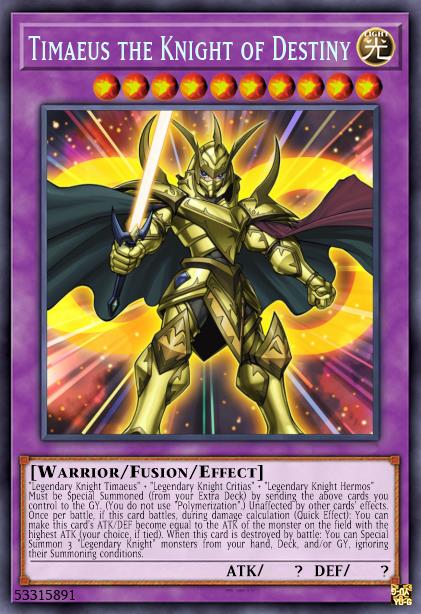 Timaeus the Knight of Destiny
LIGHT
光
[Warrior/Fusion/Effect]
"Legendary Knight Timaeus" + "Legendary Knight Critias" + "Legendary Knight Hermos"
Must be Special Summoned (from your Extra Deck) by sending the above cards you
control to the GY. (You do not use "Polymerization".) Unaffected by other cards' effects.
Once per battle, if this card battles, during damage calculation (Quick Effect): You can
make this card's ATK/DEF become equal to the ATK of the monster on the field with the
highest ATK (your choice, if tied). When this card is destroyed by battle: You can Special
Summon 3 "Legendary Knight" monsters from your hand, Deck, and/or GY, ignoring
their Summoning conditions.
ATK/ ? DEF/ ?
53315891